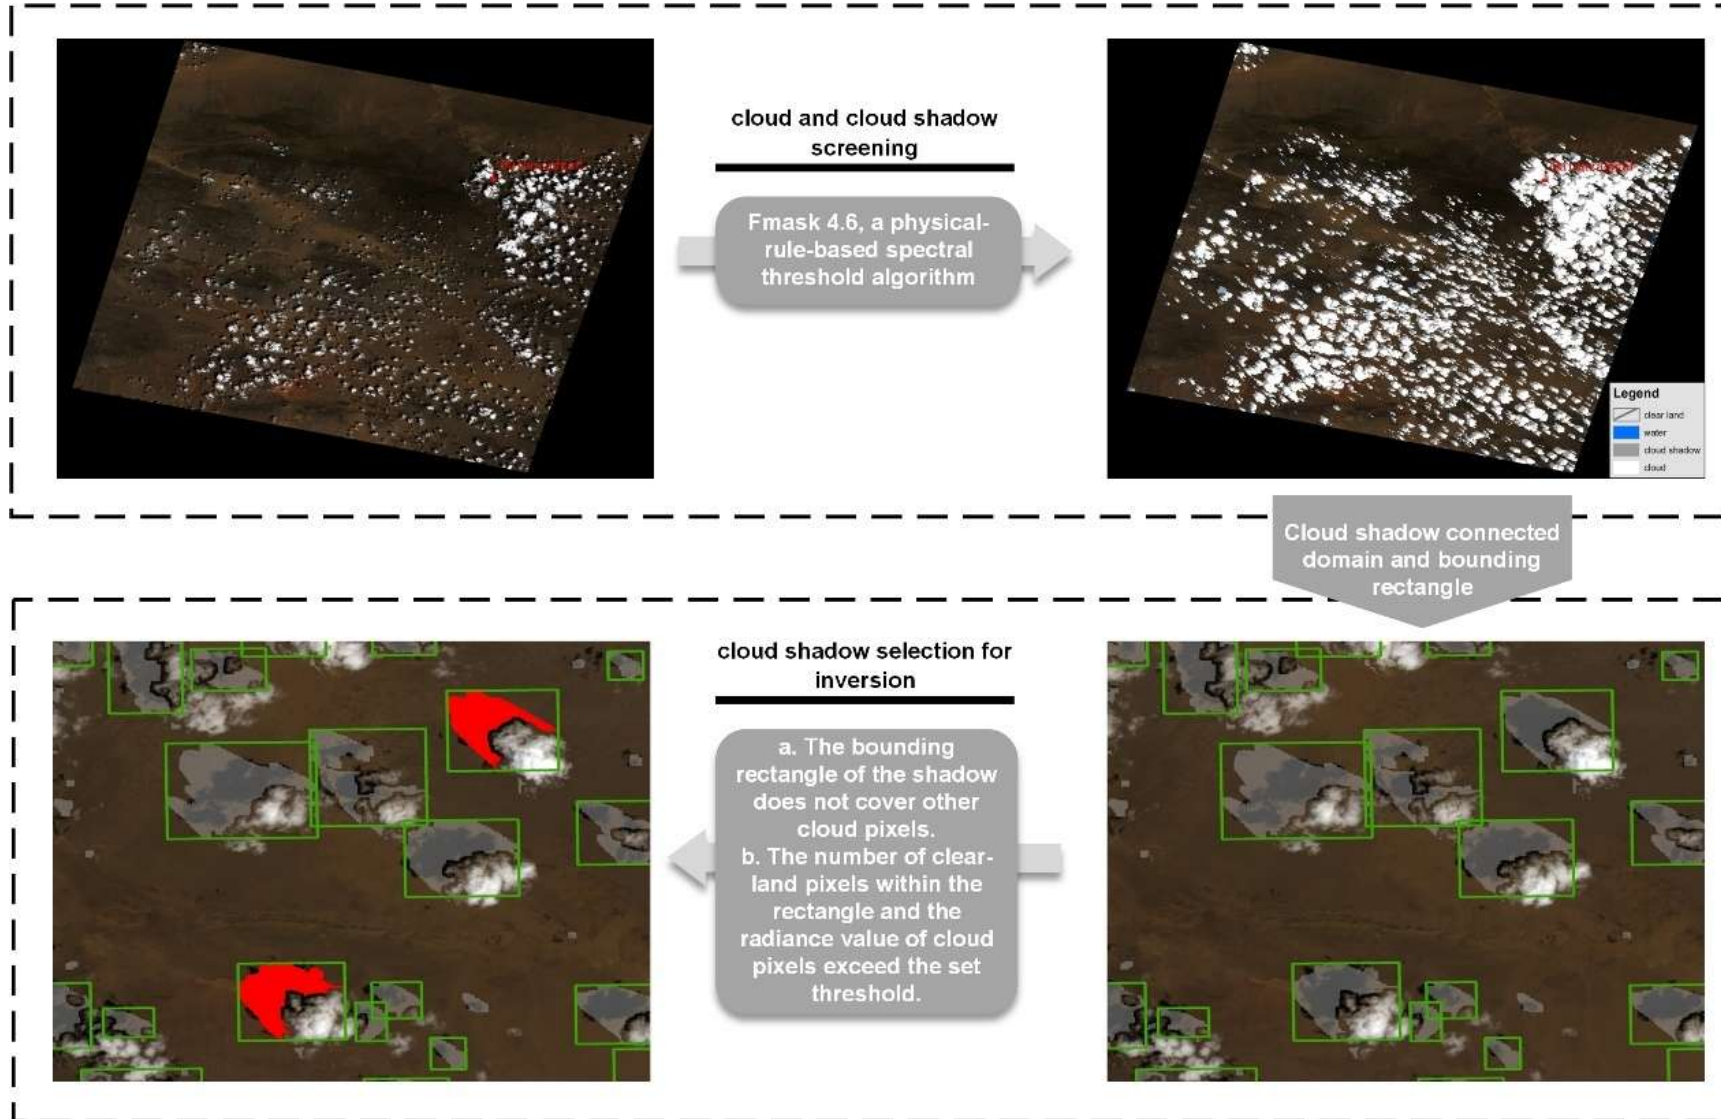 cloud and cloud shadow
screening
Fmask 4.6, a physical-
rule-based spectral
threshold algorithm
Legend
clear land
water
cloud shadow
cloud
Cloud shadow connected
domain and bounding
rectangle
cloud shadow selection for
inversion
a. The bounding
rectangle of the shadow
does not cover other
cloud pixels.
b. The number of clear-
land pixels within the
rectangle and the
radiance value of cloud
pixels exceed the set
threshold.